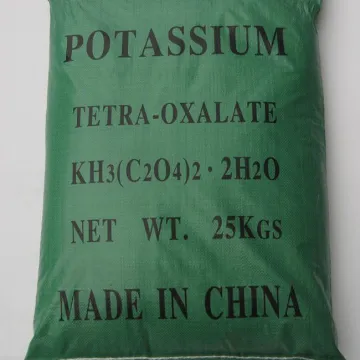 POTASSIUM
TETRA-OXALATE
KH3(C2O4)2·2H2O
NET WT. 25KGS
MADE IN CHINA